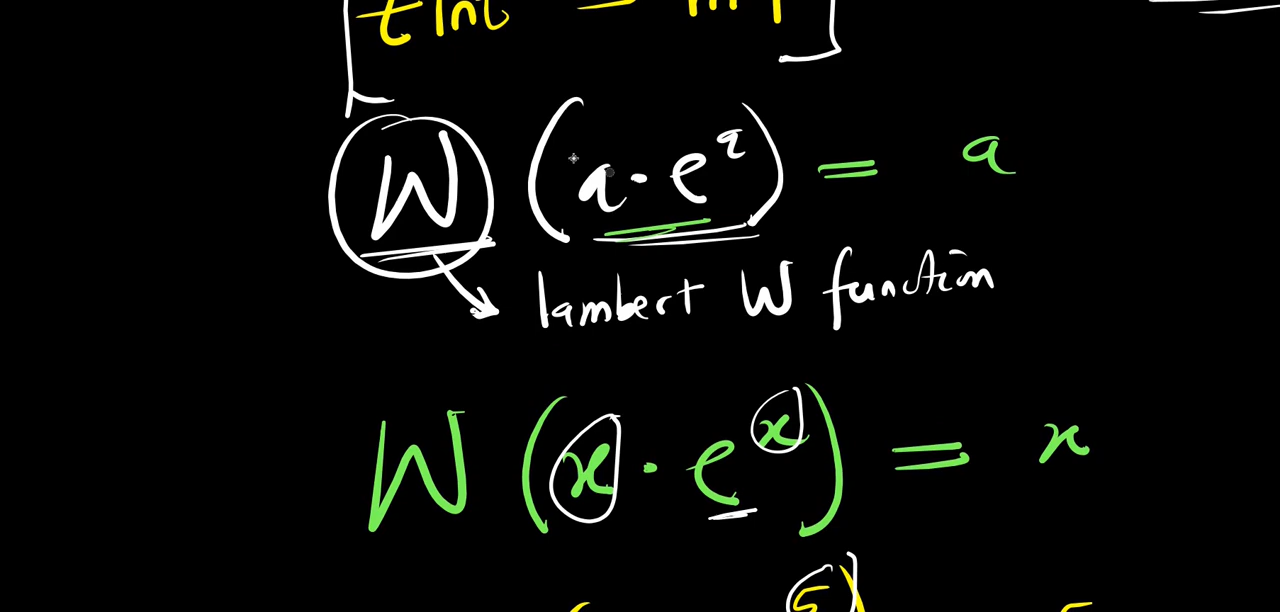 W (a · e^a) = a
lambert W function
W (x · e^x) = x